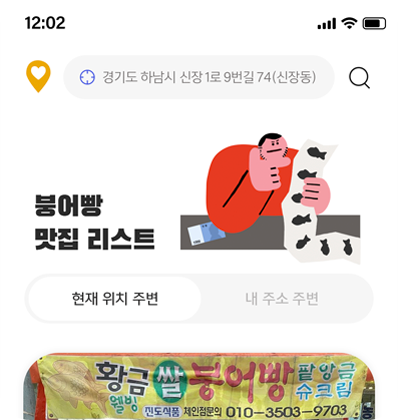 12:02
경기도 하남시 신장1로 9번길 74(신장동)
붕어빵
맛집 리스트
현재 위치 주변
내 주소 주변
황금 쌀 붕어빵 팥앙금
웰빙 슈크림
진도식품 체인점문의 010-3503-9703